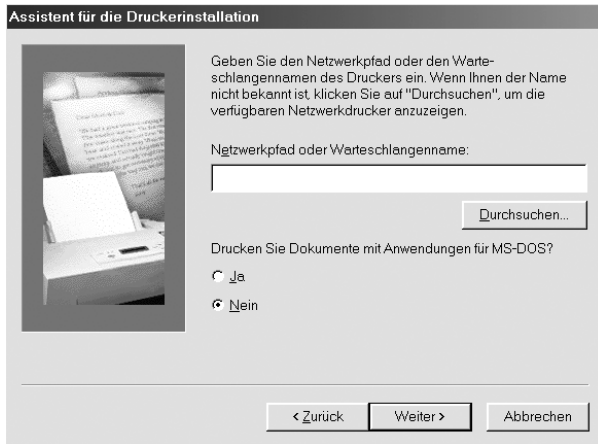 Assistent für die Druckerinstallation
Geben Sie den Netzwerkpfad oder den Warte-
schlangennamen des Druckers ein. Wenn Ihnen der Name
nicht bekannt ist, klicken Sie auf "Durchsuchen", um die
verfügbaren Netzwerkdrucker anzuzeigen.
Netzwerkpfad oder Warteschlangenname:
Durchsuchen...
Drucken Sie Dokumente mit Anwendungen für MS-DOS?
Ja
Nein
< Zurück
Weiter >
Abbrechen